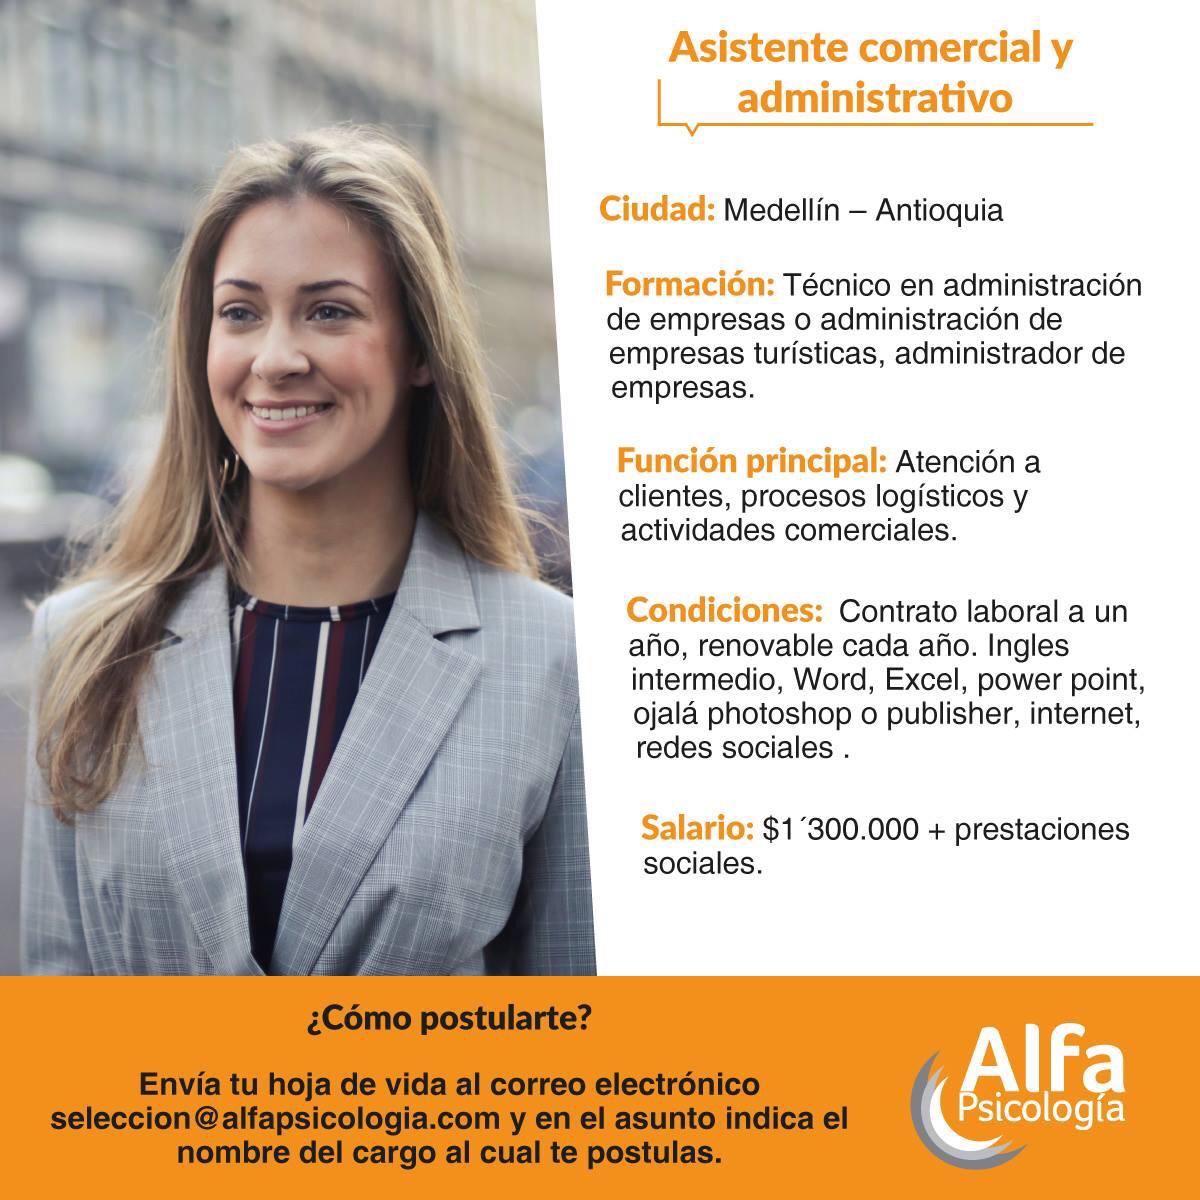 Asistente comercial y
administrativo
Ciudad: Medellín – Antioquia
Formación: Técnico en administración
de empresas o administración de
empresas turísticas, administrador de
empresas.
Función principal: Atención a
clientes, procesos logísticos y
actividades comerciales.
Condiciones: Contrato laboral a un
año, renovable cada año. Ingles
intermedio, Word, Excel, power point,
ojalá photoshop o publisher, internet,
redes sociales .
Salario: $1´300.000 + prestaciones
sociales.
¿Cómo postularte?
Envía tu hoja de vida al correo electrónico
seleccion@alfapsicologia.com y en el asunto indica el
nombre del cargo al cual te postulas.
Alfa
Psicología